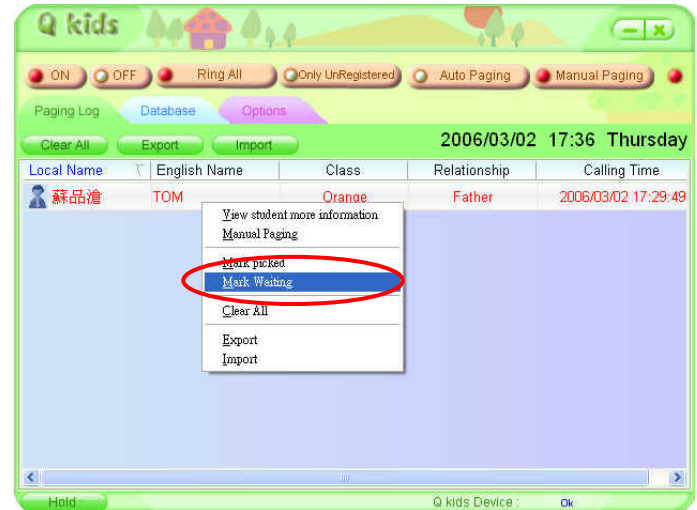 Q kids
ON OFF Ring All Only UnRegistered Auto Paging Manual Paging
Paging Log Database Options
Clear All Export Import 2006/03/02 17:36 Thursday
Local Name English Name Class Relationship Calling Time
蘇品滄 TOM Orange Father 2006/03/02 17:29:49
View student more information
Manual Paging
Mark picked
Mark Waiting
Clear All
Export
Import
Hold Q kids Device : Ok